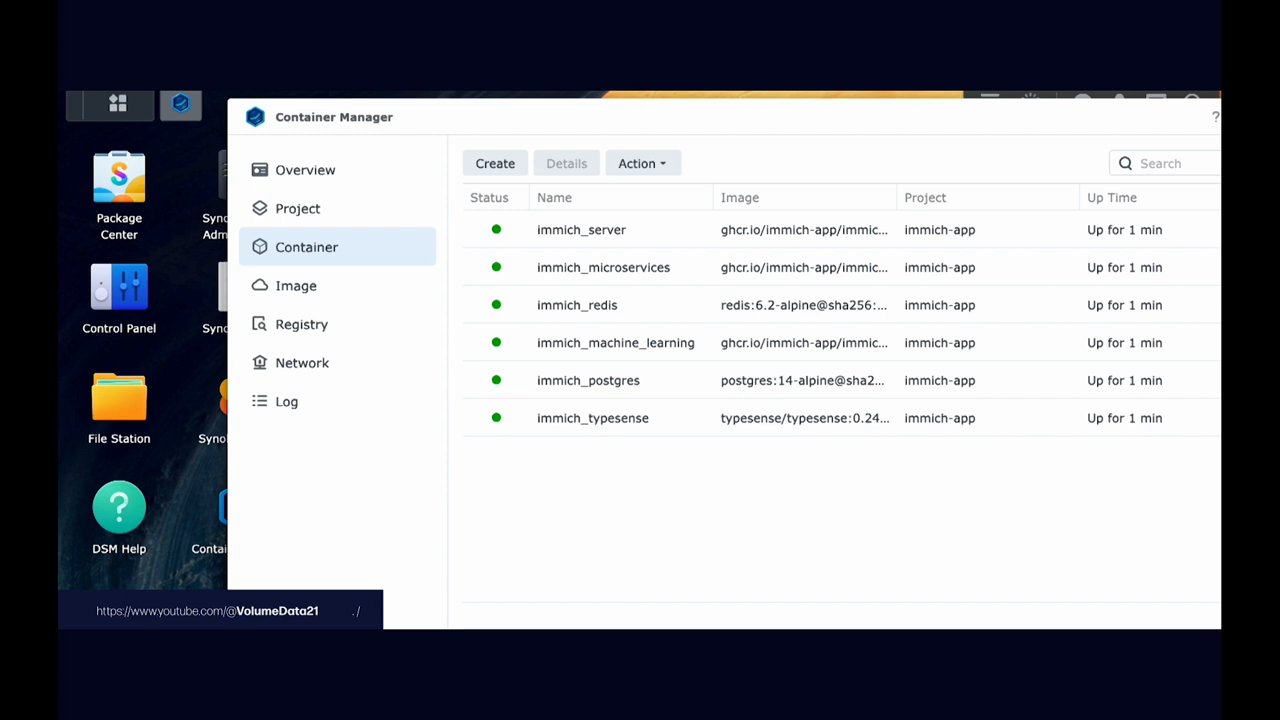 Container Manager
?
Package
Center
Control Panel
File Station
DSM Help
Overview
Project
Container
Image
Registry
Network
Log
Create
Details
Action
Search
Status
Name
Image
Project
Up Time
immich_server
ghcr.io/immich-app/immic...
immich-app
Up for 1 min
immich_microservices
ghcr.io/immich-app/immic...
immich-app
Up for 1 min
immich_redis
redis:6.2-alpine@sha256:...
immich-app
Up for 1 min
immich_machine_learning
ghcr.io/immich-app/immic...
immich-app
Up for 1 min
immich_postgres
postgres:14-alpine@sha2...
immich-app
Up for 1 min
immich_typesense
typesense/typesense:0.24...
immich-app
Up for 1 min
https://www.youtube.com/@VolumeData21 . /